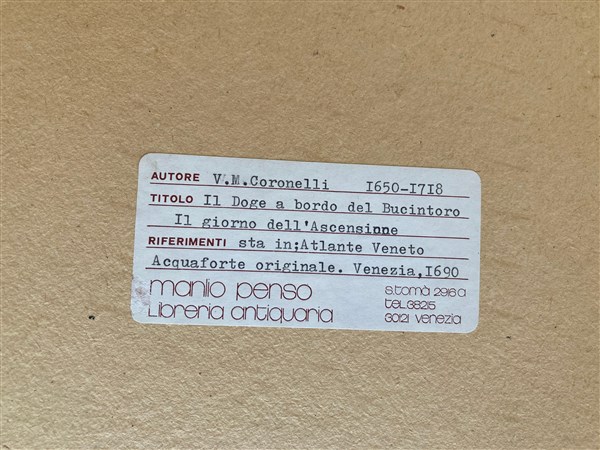 AUTORE V.M.Coronelli I650-I7I8
TITOLO Il Doge a bordo del Bucintoro
Il giorno dell'Ascensinne
RIFERIMENTI sta in;Atlante Veneto
Acquaforte originale. Venezia,I690
manlio penso
Libreria antiquaria
s.tomà 2916 a
tel.38215
30121 venezia